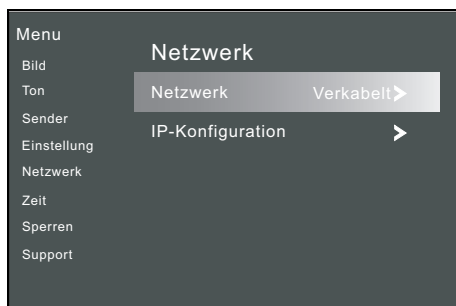 Menu
Bild
Ton
Sender
Einstellung
Netzwerk
Zeit
Sperren
Support
Netzwerk
Netzwerk Verkabelt
IP-Konfiguration